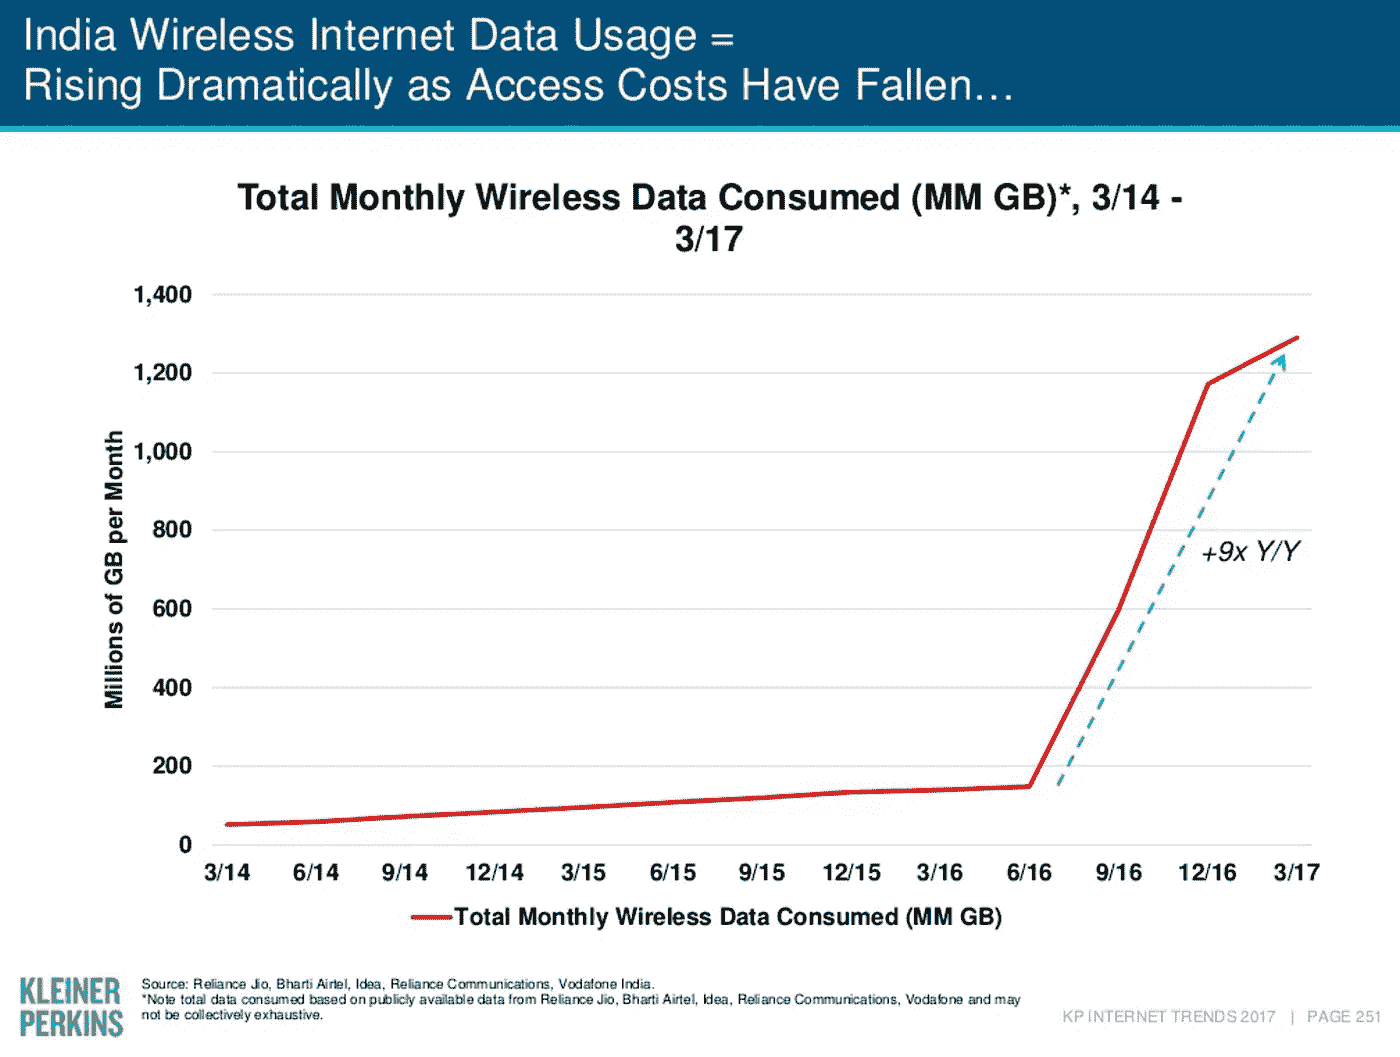 India Wireless Internet Data Usage =
Rising Dramatically as Access Costs Have Fallen…
Total Monthly Wireless Data Consumed (MM GB)*, 3/14 -
3/17
Millions of GB per Month
1,400
1,200
1,000
800
600
400
200
0
+9x Y/Y
3/14 6/14 9/14 12/14 3/15 6/15 9/15 12/15 3/16 6/16 9/16 12/16 3/17
Total Monthly Wireless Data Consumed (MM GB)
KLEINER
PERKINS
Source: Reliance Jio, Bharti Airtel, Idea, Reliance Communications, Vodafone India.
*Note total data consumed based on publicly available data from Reliance Jio, Bharti Airtel, Idea, Reliance Communications, Vodafone and may
not be collectively exhaustive.
KP INTERNET TRENDS 2017 | PAGE 251